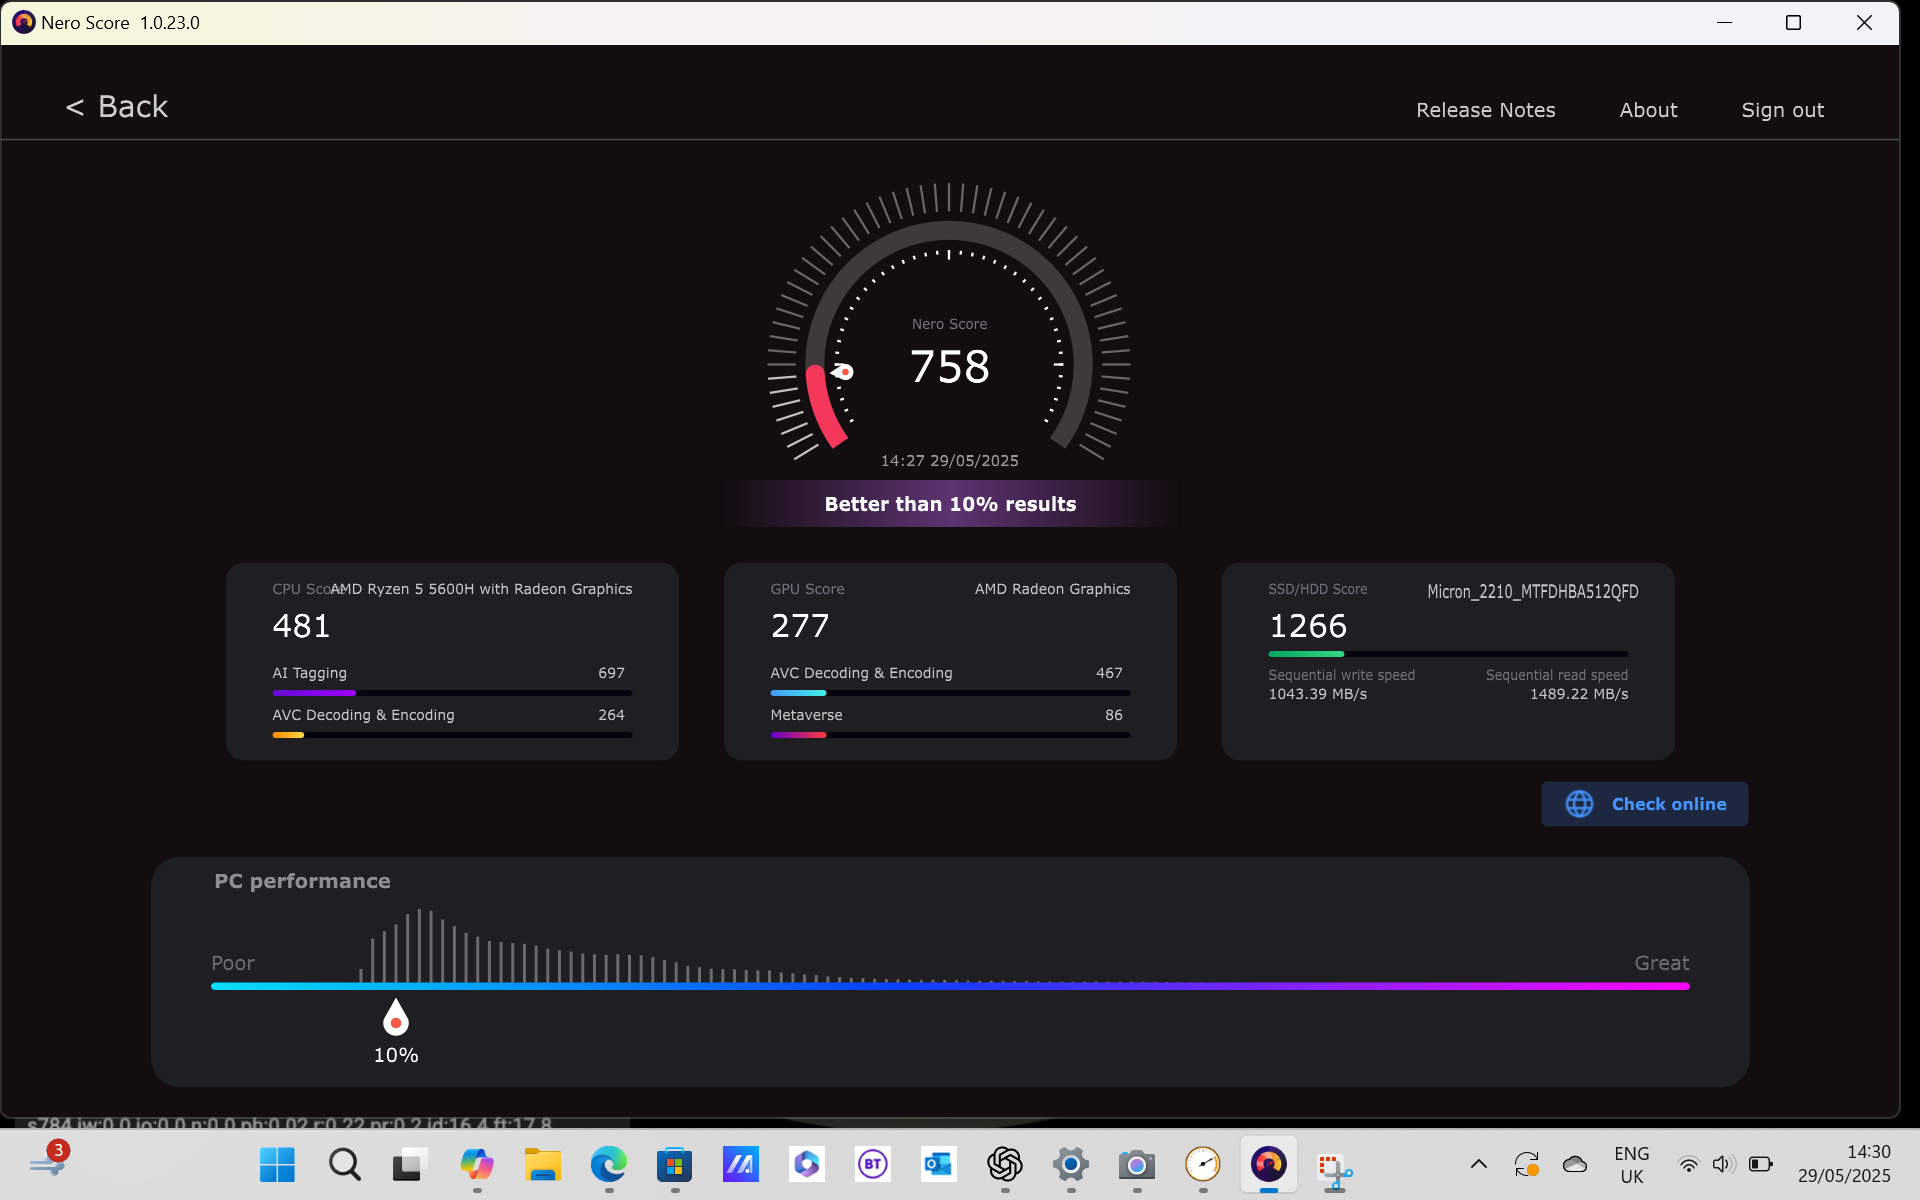 Nero Score 1.0.23.0
< Back
Release Notes
About
Sign out
Nero Score
758
14:27 29/05/2025
Better than 10% results
CPU Score
AMD Ryzen 5 5600H with Radeon Graphics
481
AI Tagging 697
AVC Decoding & Encoding 264
GPU Score
AMD Radeon Graphics
277
AVC Decoding & Encoding 467
Metaverse 86
SSD/HDD Score
Micron_2210_MTFDHBA512QFD
1266
Sequential write speed
1043.39 MB/s
Sequential read speed
1489.22 MB/s
Check online
PC performance
Poor
Great
10%
s784 iw:0.0 io:0.0 n:0.0 ph:0.02 r:0.22 pr:0.2 id:16.4 ft:17.8
3
BT
ENG
UK
14:30
29/05/2025